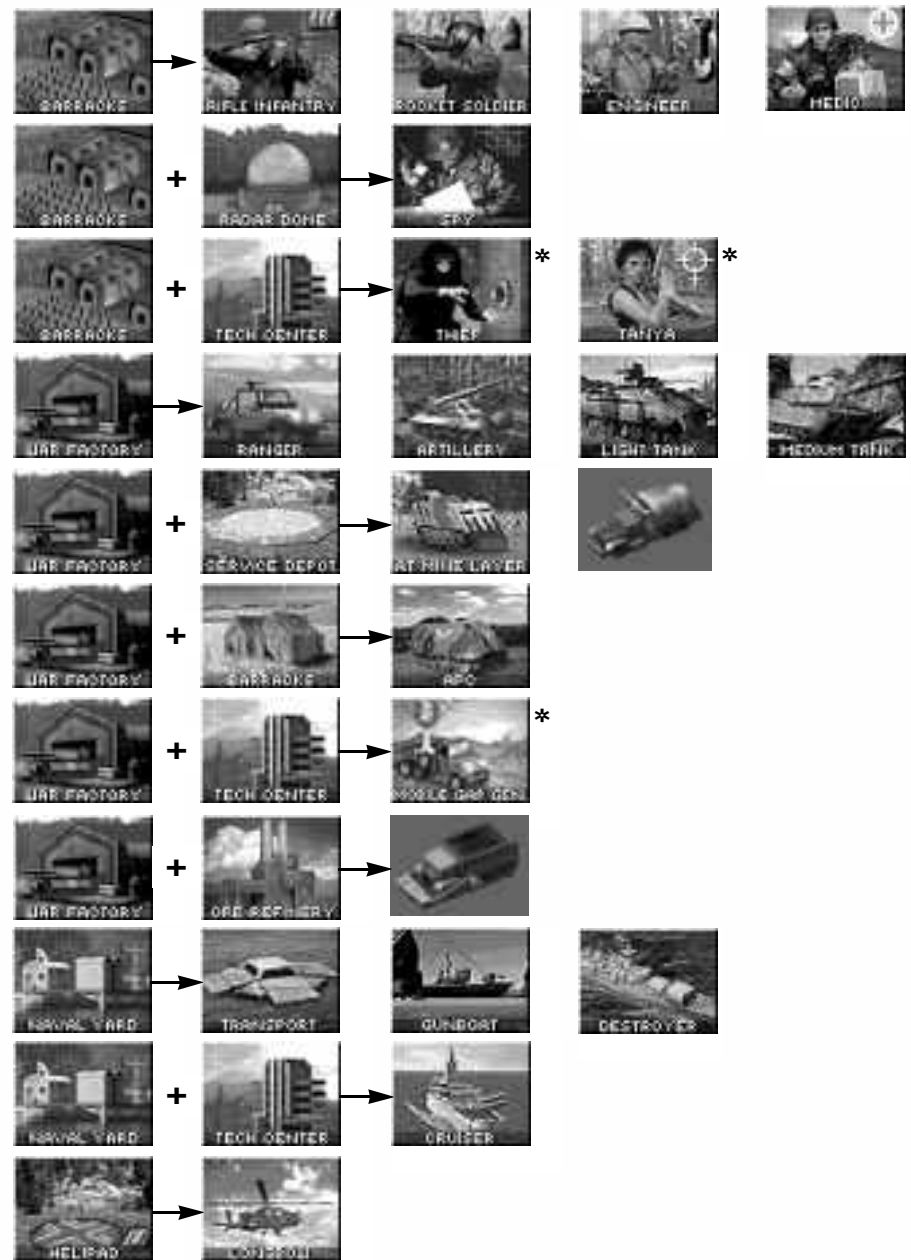 BARRACKS
RIFLE INFANTRY
ROCKET SOLDIER
ENGINEER
MEDIC
BARRACKS
+
RADAR DOME
SPY
BARRACKS
+
TECH CENTER
THIEF
*
TANYA
*
WAR FACTORY
RANGER
ARTILLERY
LIGHT TANK
MEDIUM TANK
WAR FACTORY
+
SERVICE DEPOT
AT MINE LAYER
WAR FACTORY
+
BARRACKS
APC
WAR FACTORY
+
TECH CENTER
MOBILE GAP GEN
*
WAR FACTORY
+
ORE REFINERY
NAVAL YARD
TRANSPORT
GUNBOAT
DESTROYER
NAVAL YARD
+
TECH CENTER
CRUISER
HELIPAD
LONGBOW